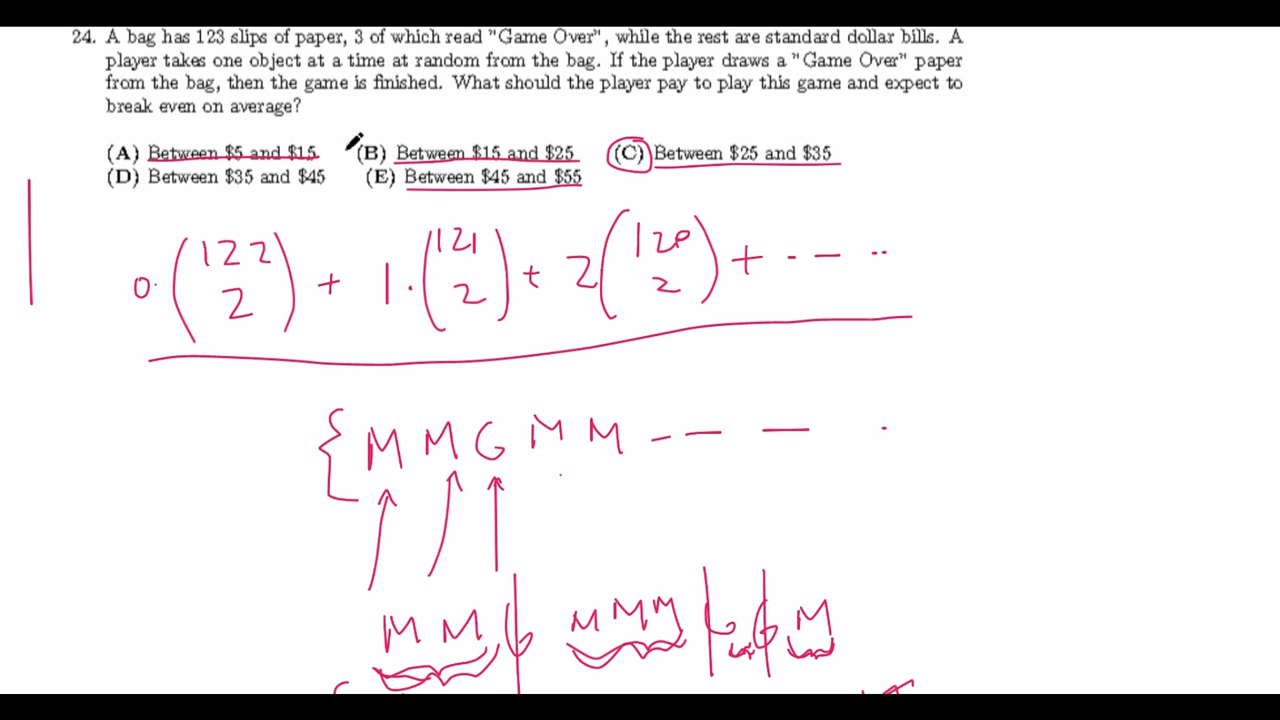 24. A bag has 123 slips of paper, 3 of which read "Game Over", while the rest are standard dollar bills. A
player takes one object at a time at random from the bag. If the player draws a "Game Over" paper
from the bag, then the game is finished. What should the player pay to play this game and expect to
break even on average?
(A) Between $5 and $15 (B) Between $15 and $25 (C) Between $25 and $35
(D) Between $35 and $45 (E) Between $45 and $55
0· (122 2) + 1· (121 2) + 2 (120 2) + · – – ··
{ M M G M M – – – ·
M M G M M M G G M